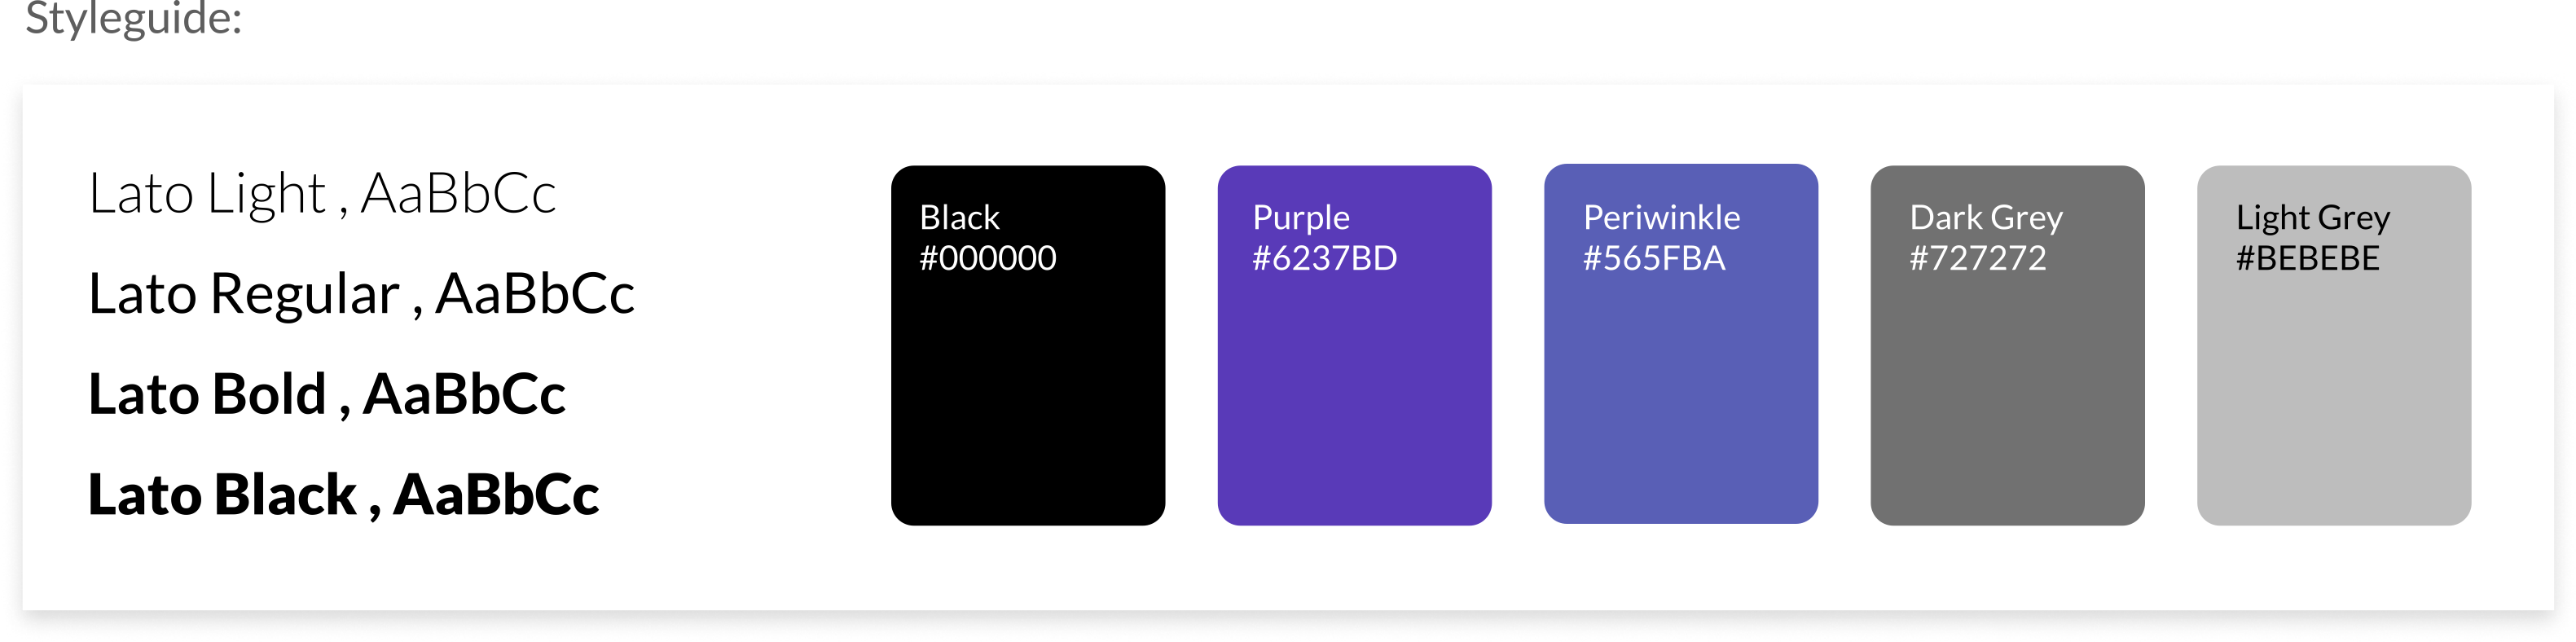 Styleguide:
Lato Light , AaBbCc
Lato Regular , AaBbCc
Lato Bold , AaBbCc
Lato Black , AaBbCc
Black
#000000
Purple
#6237BD
Periwinkle
#565FBA
Dark Grey
#727272
Light Grey
#BEBEBE